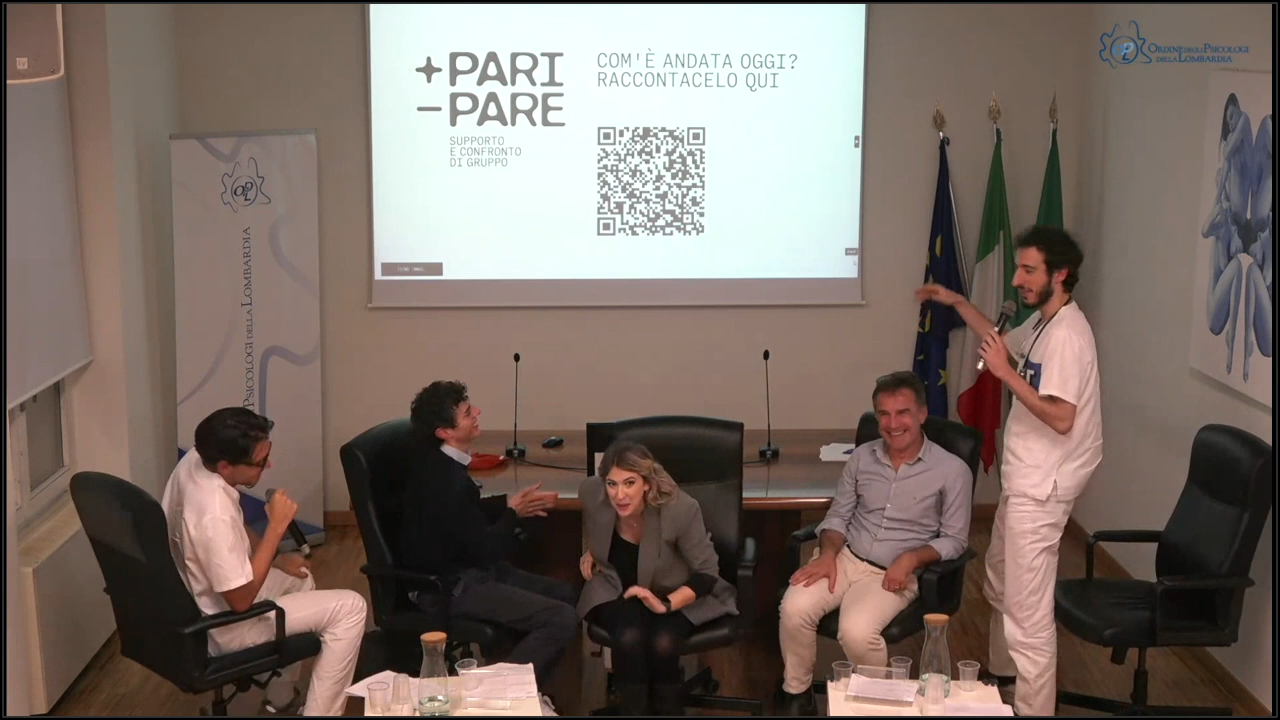 +PARI
-PARE
SUPPORTO
E CONFRONTO
DI GRUPPO
COM'È ANDATA OGGI?
RACCONTACELO QUI
ORDINE DEGLI PSICOLOGI
DELLA LOMBARDIA
OPL
PSICOLOGI DELLA LOMBARDIA